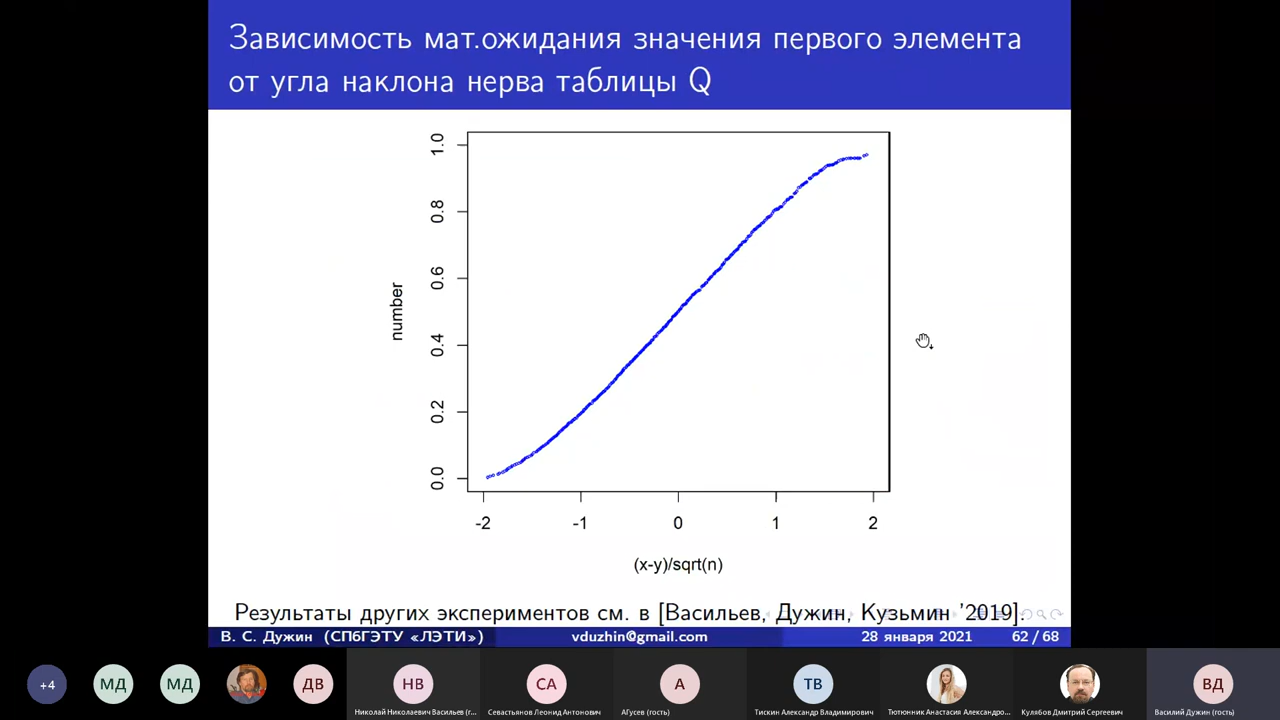 Зависимость мат.ожидания значения первого элемента
от угла наклона нерва таблицы Q
1.0
0.8
0.6
0.4
0.2
0.0
number
-2 -1 0 1 2
(x-y)/sqrt(n)
Результаты других экспериментов см. в [Васильев, Дужин, Кузьмин '2019].
В. С. Дужин (СПбГЭТУ «ЛЭТИ») vduzhin@gmail.com 28 января 2021 62 / 68
+4 МД МД ДВ НВ СА А ТВ ВД
Николай Николаевич Васильев (г... Севастьянов Леонид Антонович АГусев (гость) Тискин Александр Владимирович Тютюнник Анастасия Александро... Кулябов Дмитрий Сергеевич Василий Дужин (гость)